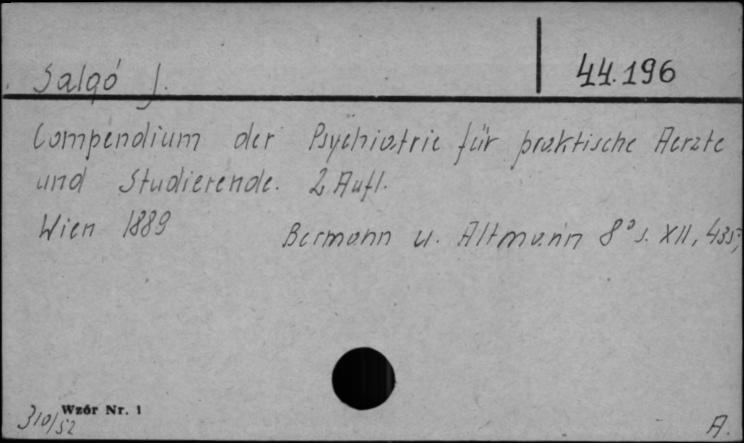 Salgó J.
44.196
Compendium der Psychiatrie für praktische Aerzte
und Studierende. 2 Aufl.
Wien 1889 Bermann u. Altmann 8° s. XII, 435,
Wzór Nr. 1
310/52
A.